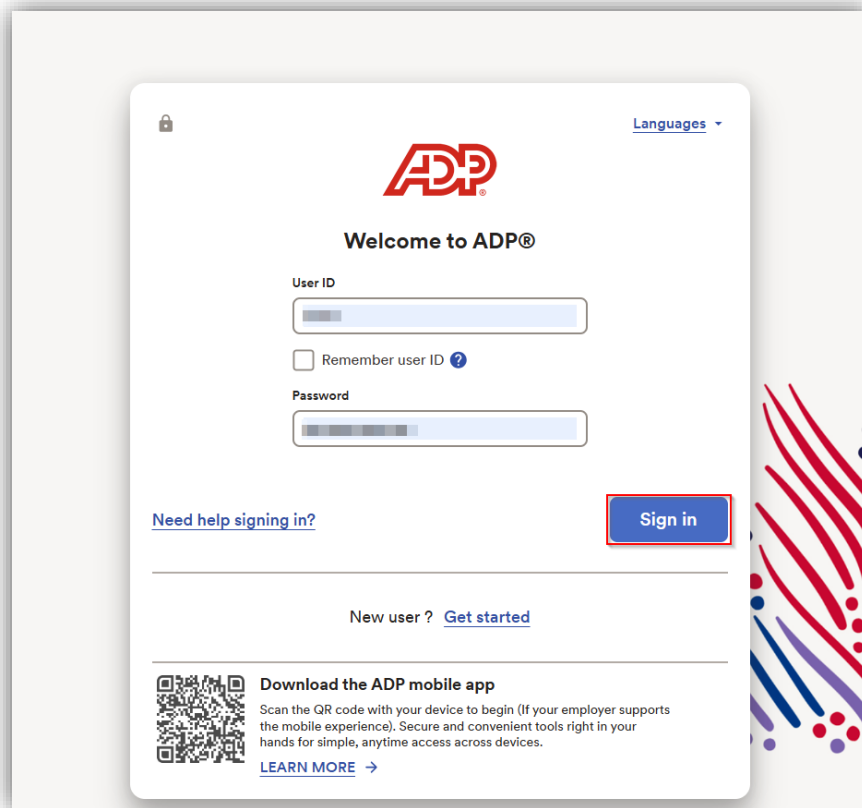 Languages
ADP®
Welcome to ADP®
User ID
Remember user ID ?
Password
Need help signing in?
Sign in
New user ? Get started
Download the ADP mobile app
Scan the QR code with your device to begin (If your employer supports
the mobile experience). Secure and convenient tools right in your
hands for simple, anytime access across devices.
LEARN MORE →